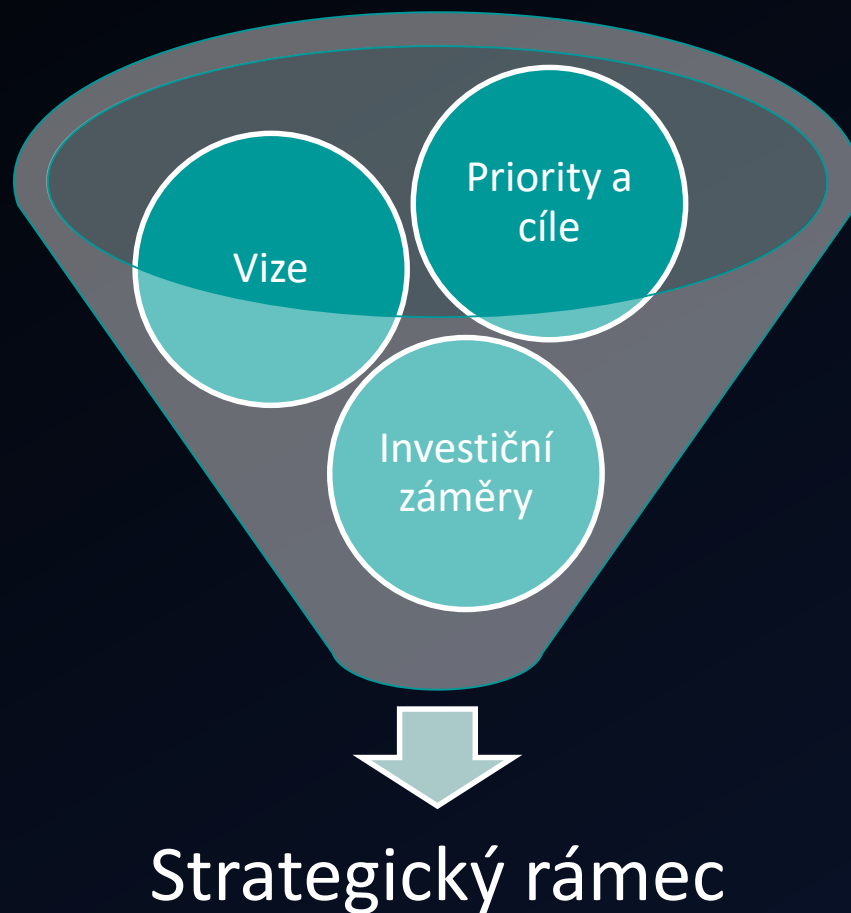 Priority a
cíle
Vize
Investiční
záměry
Strategický rámec